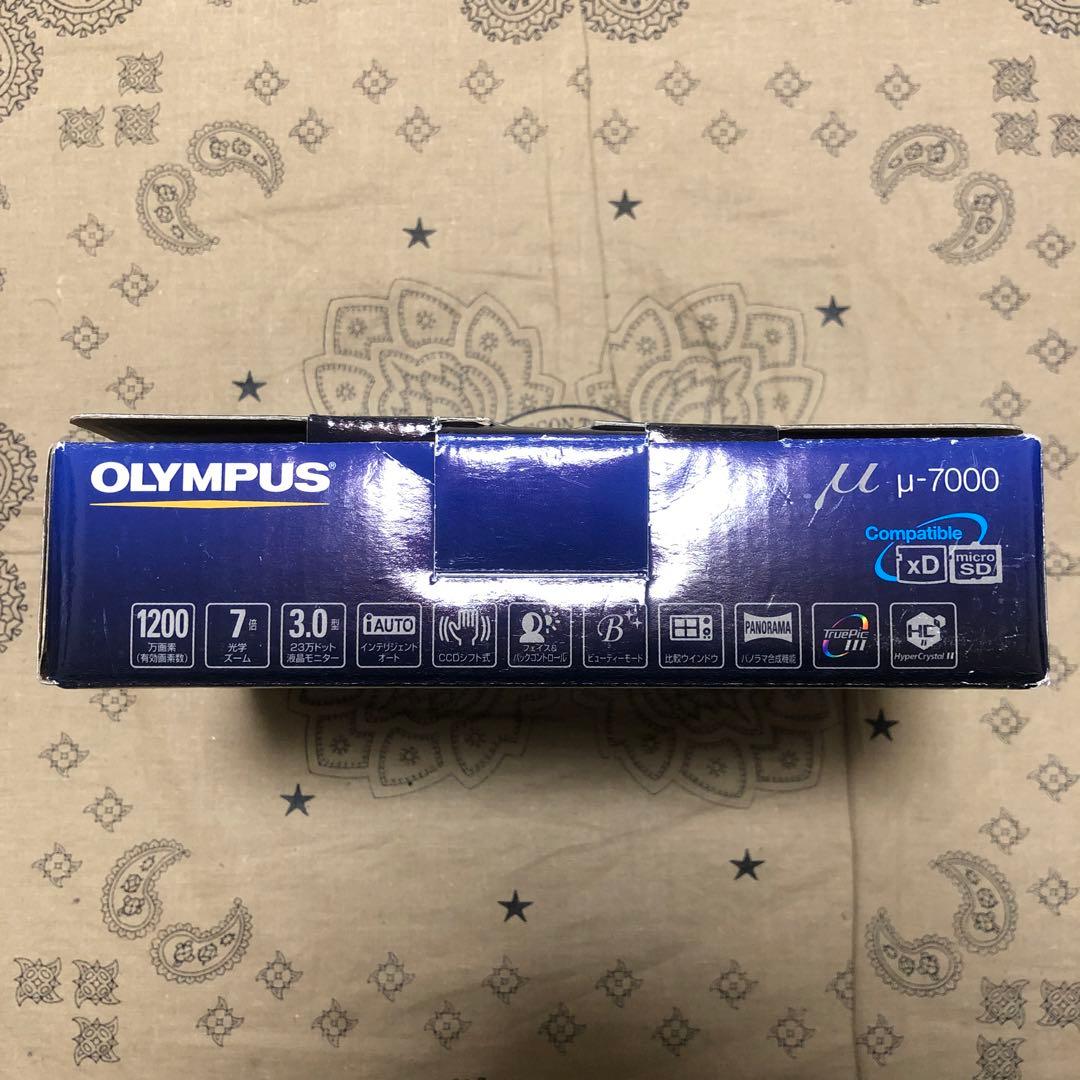 OLYMPUS®
μ μ-7000
Compatible
xD
micro
SD
1200
万画素
(有効画素数)
7倍
光学
ズーム
3.0型
23万ドット
液晶モニター
iAUTO
インテリジェント
オート
CCDシフト式
フェイス&
バックコントロール
B
ビューティーモード
比較ウインドウ
PANORAMA
パノラマ合成機能
TruePic
III
HC
II
HyperCrystal II